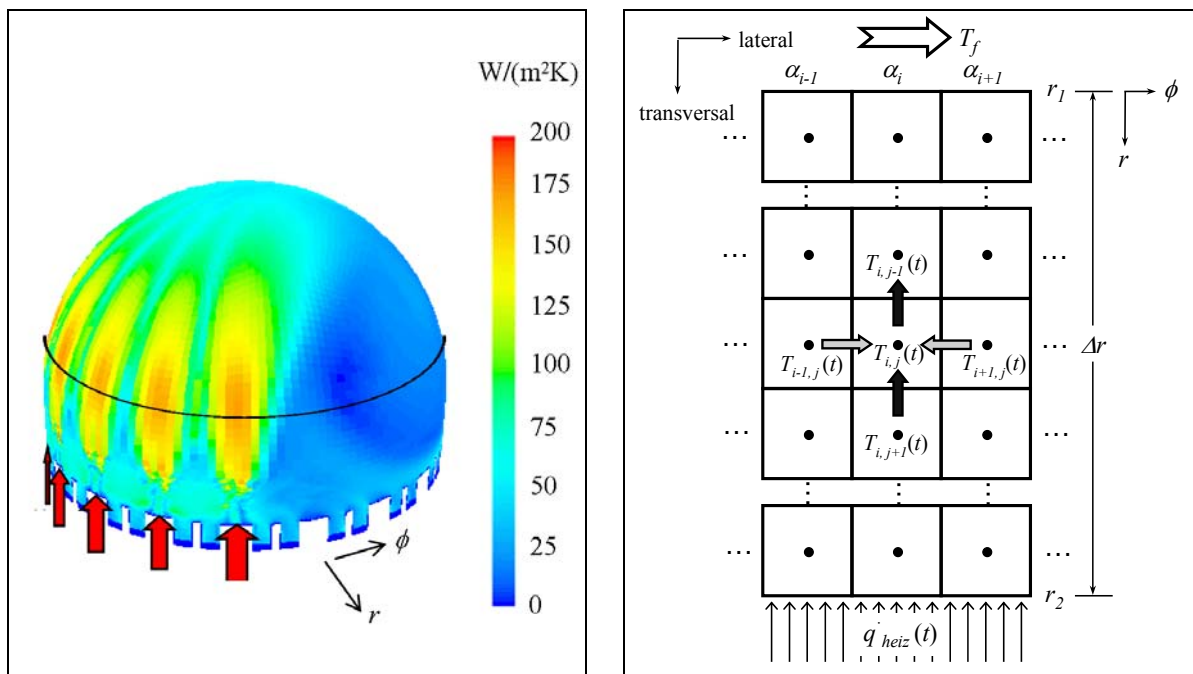 W/(m²K)
200
175
150
125
100
75
50
25
0
ϕ
r
lateral
transversal
T_f
α_{i-1} α_i α_{i+1}
r_1
ϕ
r
... ...
T_{i, j-1}(t)
... ...
... ...
T_{i-1, j}(t) T_{i,j}(t) T_{i+1, j}(t)
Δr
T_{i, j+1}(t)
... ...
... ...
r_2
q̇_{heiz}(t)